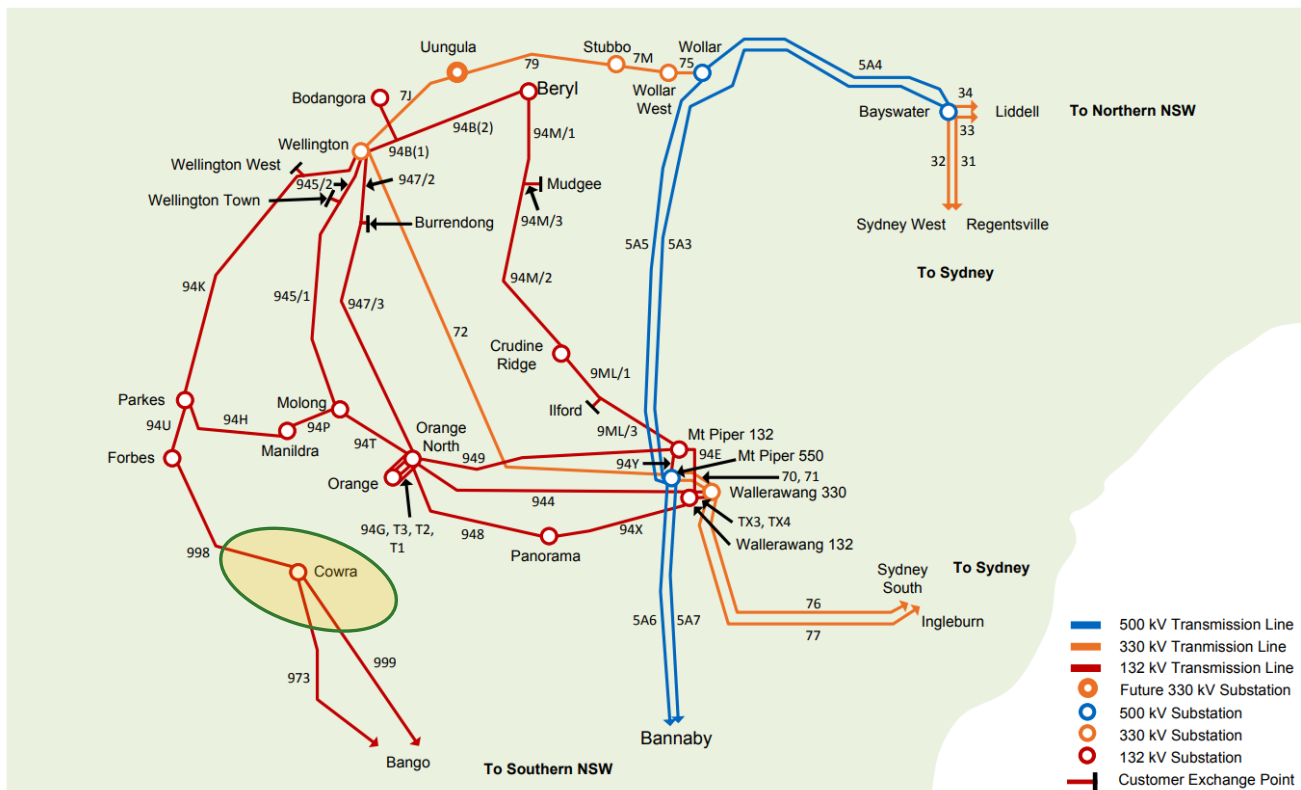 Uungula
79
Stubbo
7M
75
Wollar
Wollar
West
5A4
Bodangora
7J
Beryl
94B(2)
94M/1
Bayswater
34
Liddell
33
To Northern NSW
Wellington
94B(1)
32
31
Wellington West
945/2
947/2
Mudgee
Wellington Town
Burrendong
94M/3
Sydney West
Regentsville
5A5
5A3
To Sydney
94K
945/1
947/3
94M/2
72
Crudine
Ridge
9ML/1
Parkes
Molong
Ilford
94U
94H
94P
94T
Orange
North
9ML/3
Mt Piper 132
Manildra
949
94Y
94E
Mt Piper 550
Forbes
70, 71
Orange
944
Wallerawang 330
94G, T3, T2,
T1
948
94X
TX3, TX4
Panorama
Wallerawang 132
998
Cowra
Sydney
South
To Sydney
76
Ingleburn
77
5A6
5A7
973
999
Bango
To Southern NSW
Bannaby
500 kV Transmission Line
330 kV Tranmission Line
132 kV Transmission Line
Future 330 kV Substation
500 kV Substation
330 kV Substation
132 kV Substation
Customer Exchange Point